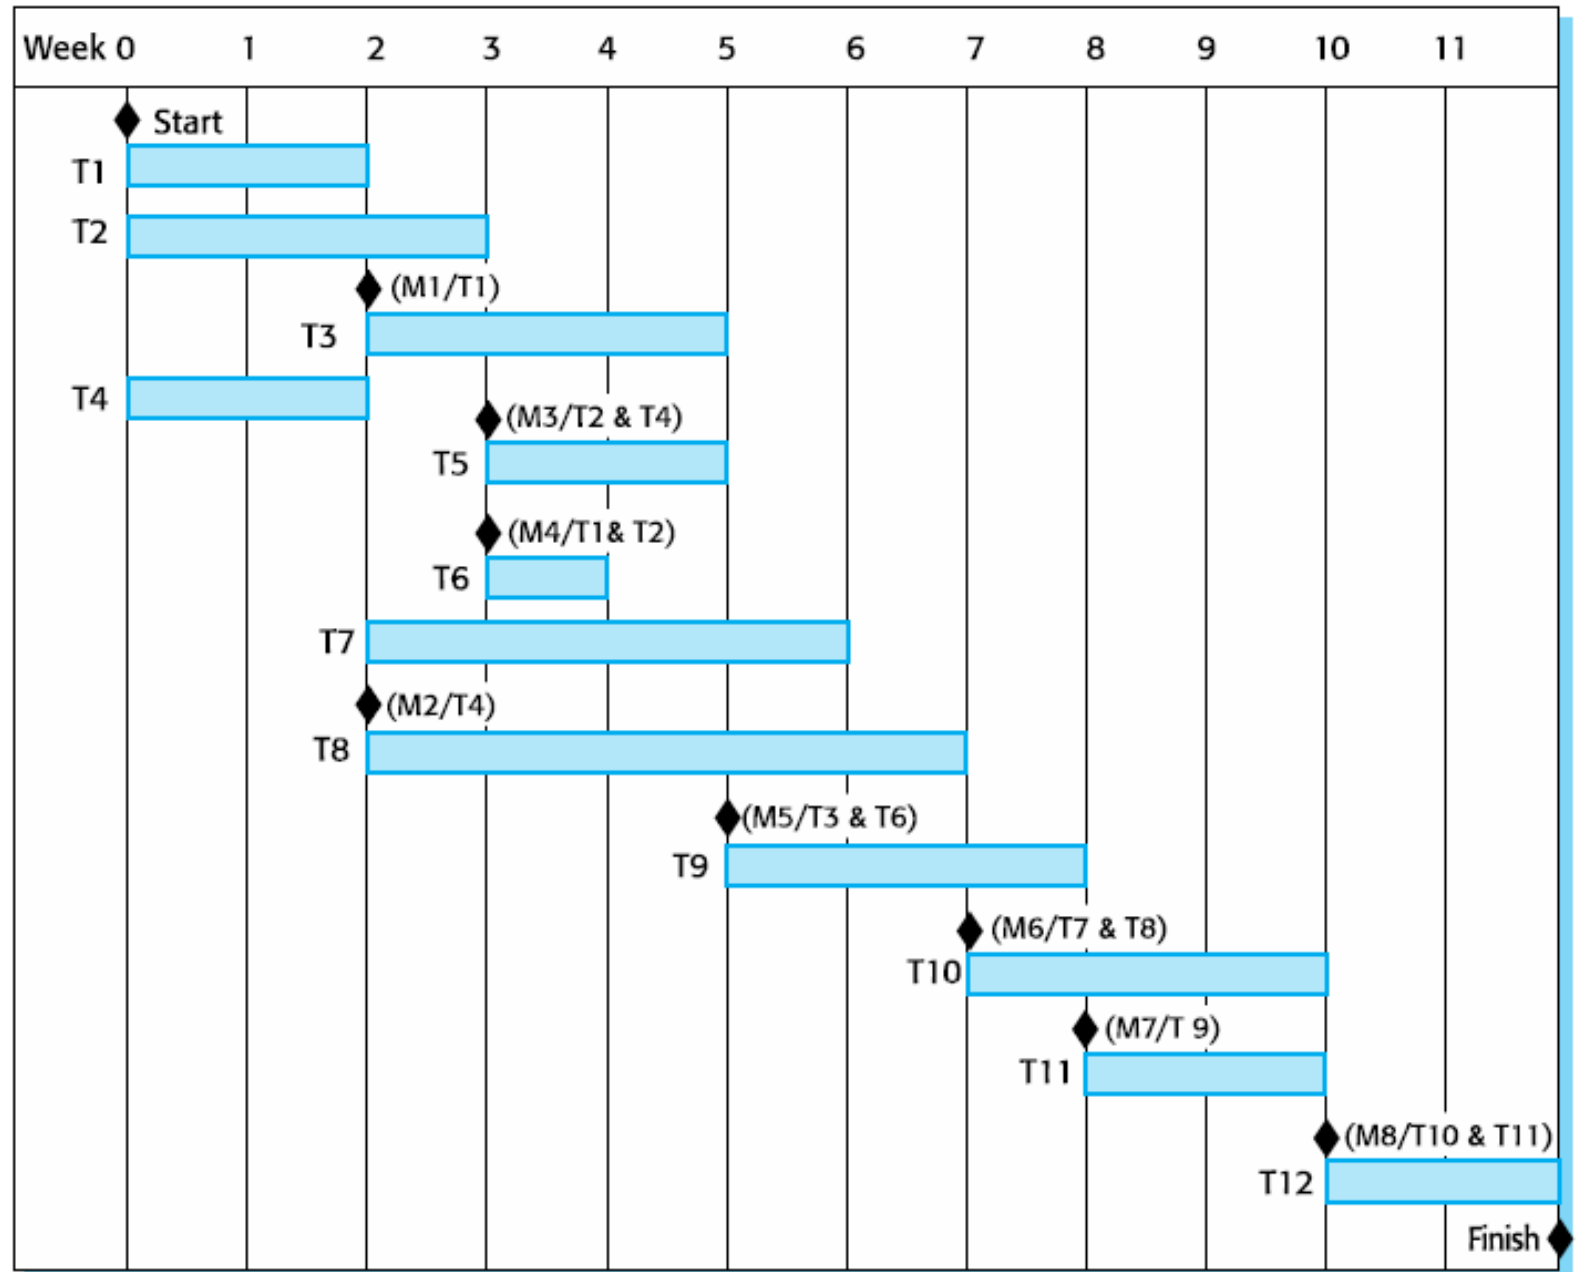 Week 0 1 2 3 4 5 6 7 8 9 10 11
Start
T1
T2
(M1/T1)
T3
T4
(M3/T2 & T4)
T5
(M4/T1& T2)
T6
T7
(M2/T4)
T8
(M5/T3 & T6)
T9
(M6/T7 & T8)
T10
(M7/T 9)
T11
(M8/T10 & T11)
T12
Finish